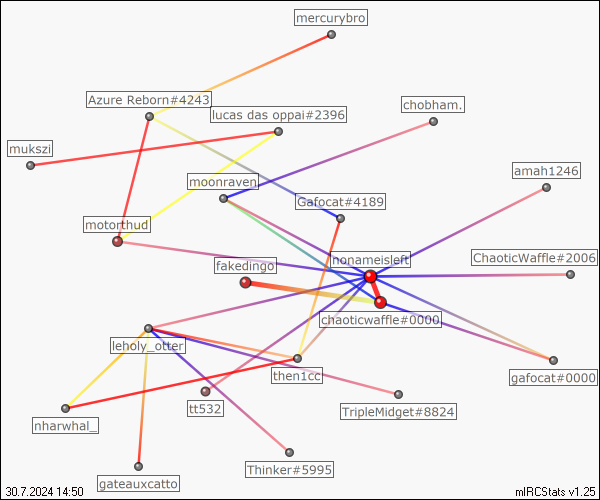 mercurybro
Azure Reborn#4243
chobham.
lucas das oppai#2396
mukszi
amah1246
moonraven
Gafocat#4189
motorthud
nonameisleft
ChaoticWaffle#2006
fakedingo
chaoticwaffle#0000
leholy_otter
then1cc
gafocat#0000
tt532
TripleMidget#8824
nharwhal_
Thinker#5995
gateauxcatto
30.7.2024 14:50
mIRCStats v1.25